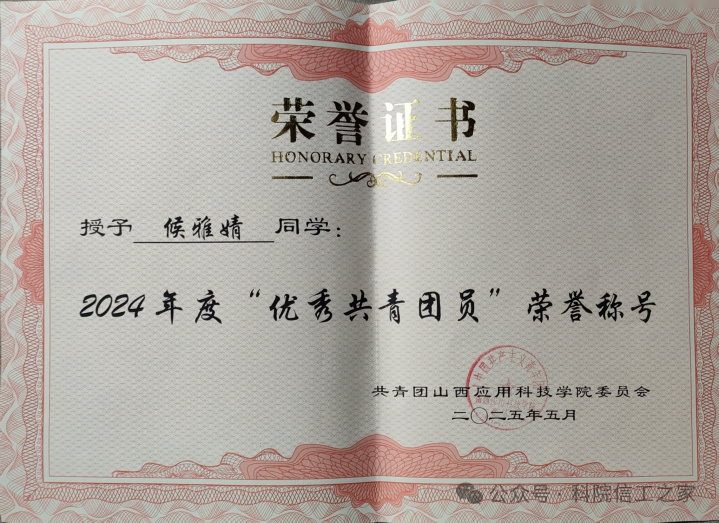 荣誉证书
HONORARY CREDENTIAL
授予 候雅婧 同学：
2024年度“优秀共青团员”荣誉称号
共青团山西应用科技学院委员会
二〇二五年五月
公众号·科院信工之家